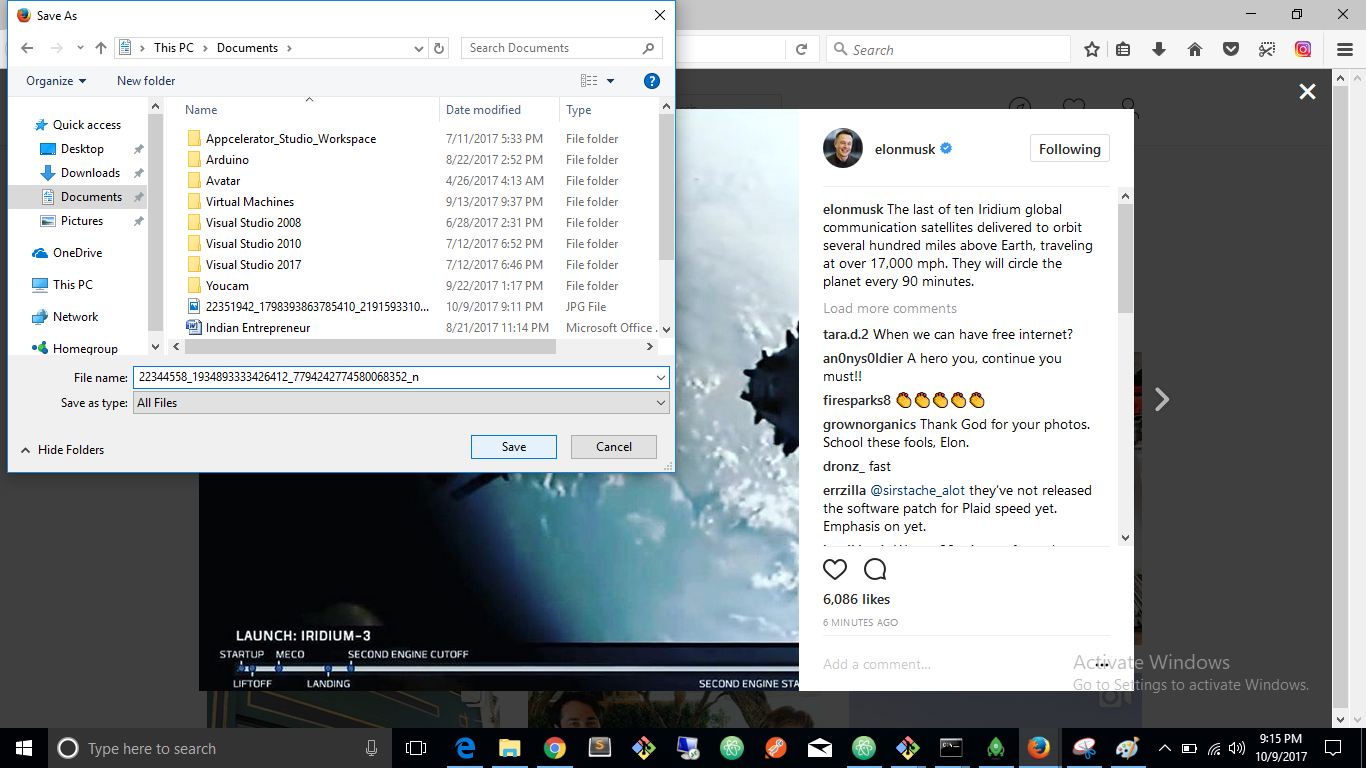 Save As
This PC
Documents
Search Documents
Search
Organize
New folder
Name
Date modified
Type
Quick access
Desktop
Downloads
Documents
Pictures
OneDrive
This PC
Network
Homegroup
Appcelerator_Studio_Workspace 7/11/2017 5:33 PM File folder
Arduino 8/22/2017 2:52 PM File folder
Avatar 4/26/2017 4:13 AM File folder
Virtual Machines 9/13/2017 9:37 PM File folder
Visual Studio 2008 6/28/2017 2:31 PM File folder
Visual Studio 2010 7/12/2017 6:52 PM File folder
Visual Studio 2017 7/12/2017 6:46 PM File folder
Youcam 9/22/2017 1:17 PM File folder
22351942_1798393863785410_2191593310... 10/9/2017 9:11 PM JPG File
Indian Entrepreneur 8/21/2017 11:14 PM Microsoft Office .
File name: 22344558_1934893333426412_7794242774580068352_n
Save as type: All Files
Hide Folders
Save
Cancel
elonmusk
Following
elonmusk The last of ten Iridium global
communication satellites delivered to orbit
several hundred miles above Earth, traveling
at over 17,000 mph. They will circle the
planet every 90 minutes.
Load more comments
tara.d.2 When we can have free internet?
an0nys0ldier A hero you, continue you
must!!
firesparks8 👏👏👏👏👏
grownorganics Thank God for your photos.
School these fools, Elon.
dronz_ fast
errzilla @sirstache_alot they've not released
the software patch for Plaid speed yet.
Emphasis on yet.
6,086 likes
6 MINUTES AGO
Add a comment...
LAUNCH: IRIDIUM-3
STARTUP
MECO
SECOND ENGINE CUTOFF
LIFTOFF
LANDING
SECOND ENGINE STA
Activate Windows
Go to Settings to activate Windows.
Type here to search
9:15 PM
10/9/2017